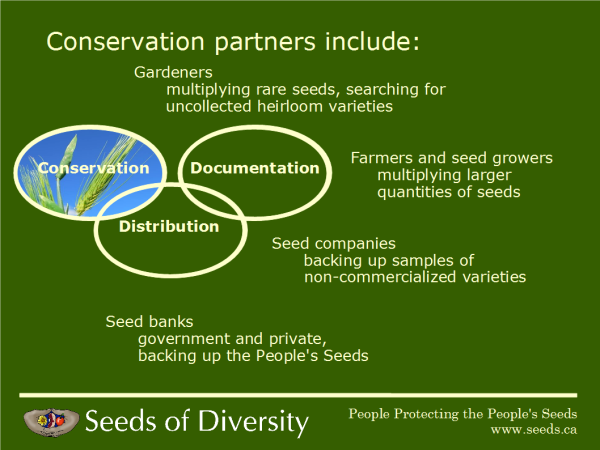 Conservation partners include:
Gardeners
multiplying rare seeds, searching for
uncollected heirloom varieties
Conservation
Documentation
Distribution
Farmers and seed growers
multiplying larger
quantities of seeds
Seed companies
backing up samples of
non-commercialized varieties
Seed banks
government and private,
backing up the People's Seeds
Seeds of Diversity
People Protecting the People's Seeds
www.seeds.ca